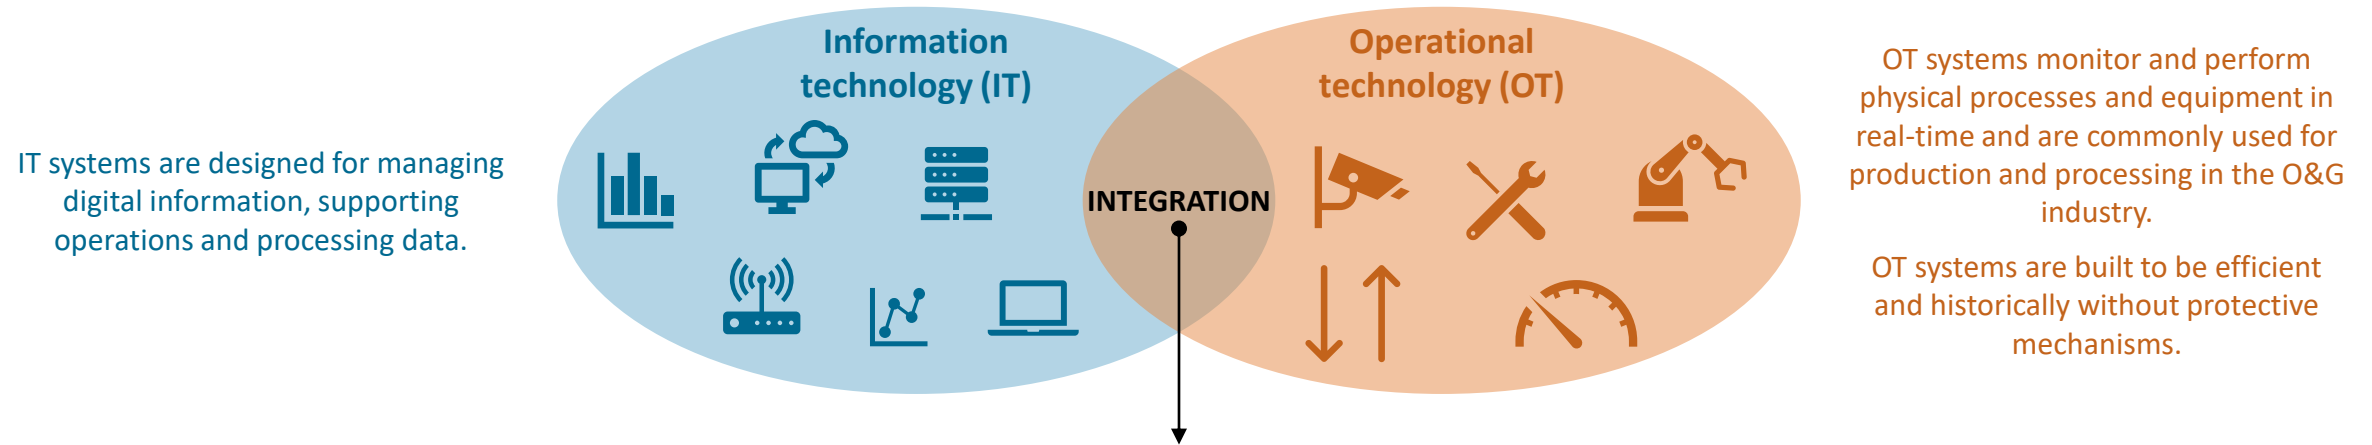 Information
technology (IT)
Operational
technology (OT)
IT systems are designed for managing
digital information, supporting
operations and processing data.
INTEGRATION
OT systems monitor and perform
physical processes and equipment in
real-time and are commonly used for
production and processing in the O&G
industry.
OT systems are built to be efficient
and historically without protective
mechanisms.